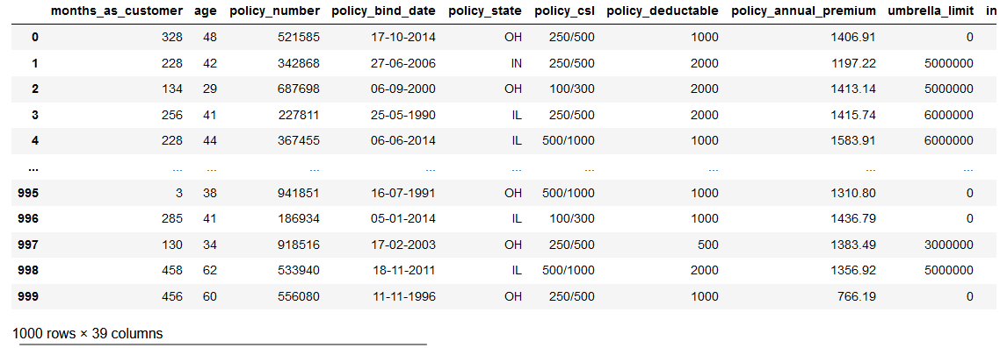 months_as_customer age policy_number policy_bind_date policy_state policy_csl policy_deductable policy_annual_premium umbrella_limit in
0 328 48 521585 17-10-2014 OH 250/500 1000 1406.91 0
1 228 42 342868 27-06-2006 IN 250/500 2000 1197.22 5000000
2 134 29 687698 06-09-2000 OH 100/300 2000 1413.14 5000000
3 256 41 227811 25-05-1990 IL 250/500 2000 1415.74 6000000
4 228 44 367455 06-06-2014 IL 500/1000 1000 1583.91 6000000
... ... ... ... ... ... ... ... ... ...
995 3 38 941851 16-07-1991 OH 500/1000 1000 1310.80 0
996 285 41 186934 05-01-2014 IL 100/300 1000 1436.79 0
997 130 34 918516 17-02-2003 OH 250/500 500 1383.49 3000000
998 458 62 533940 18-11-2011 IL 500/1000 2000 1356.92 5000000
999 456 60 556080 11-11-1996 OH 250/500 1000 766.19 0
1000 rows × 39 columns